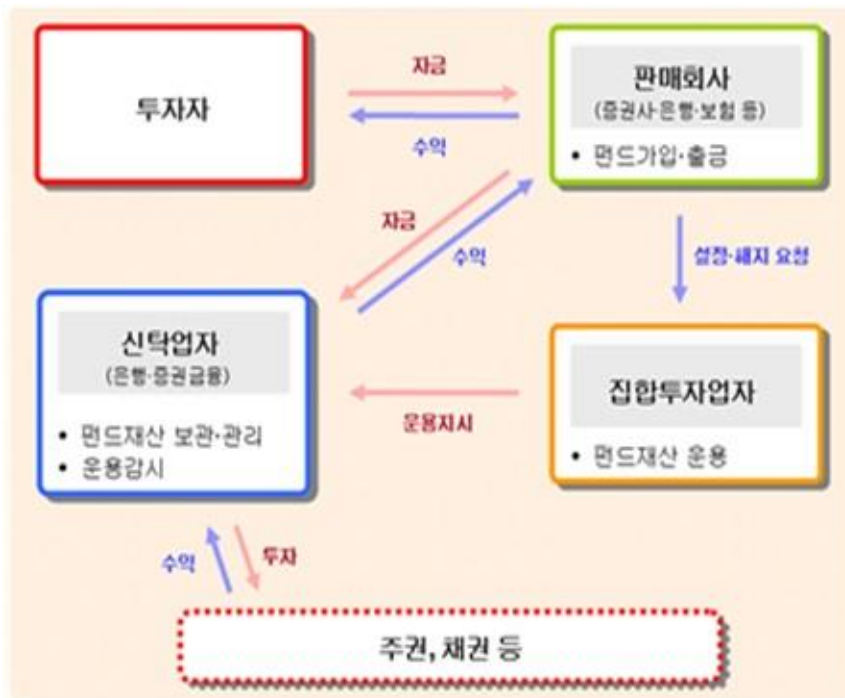 투자자
자금
수익
판매회사
(증권사·은행·보험 등)
• 펀드가입·출금
자금
수익
설정·해지 요청
신탁업자
(은행·증권금융)
• 펀드재산 보관·관리
• 운용감시
운용지시
집합투자업자
• 펀드재산 운용
수익
투자
주권, 채권 등